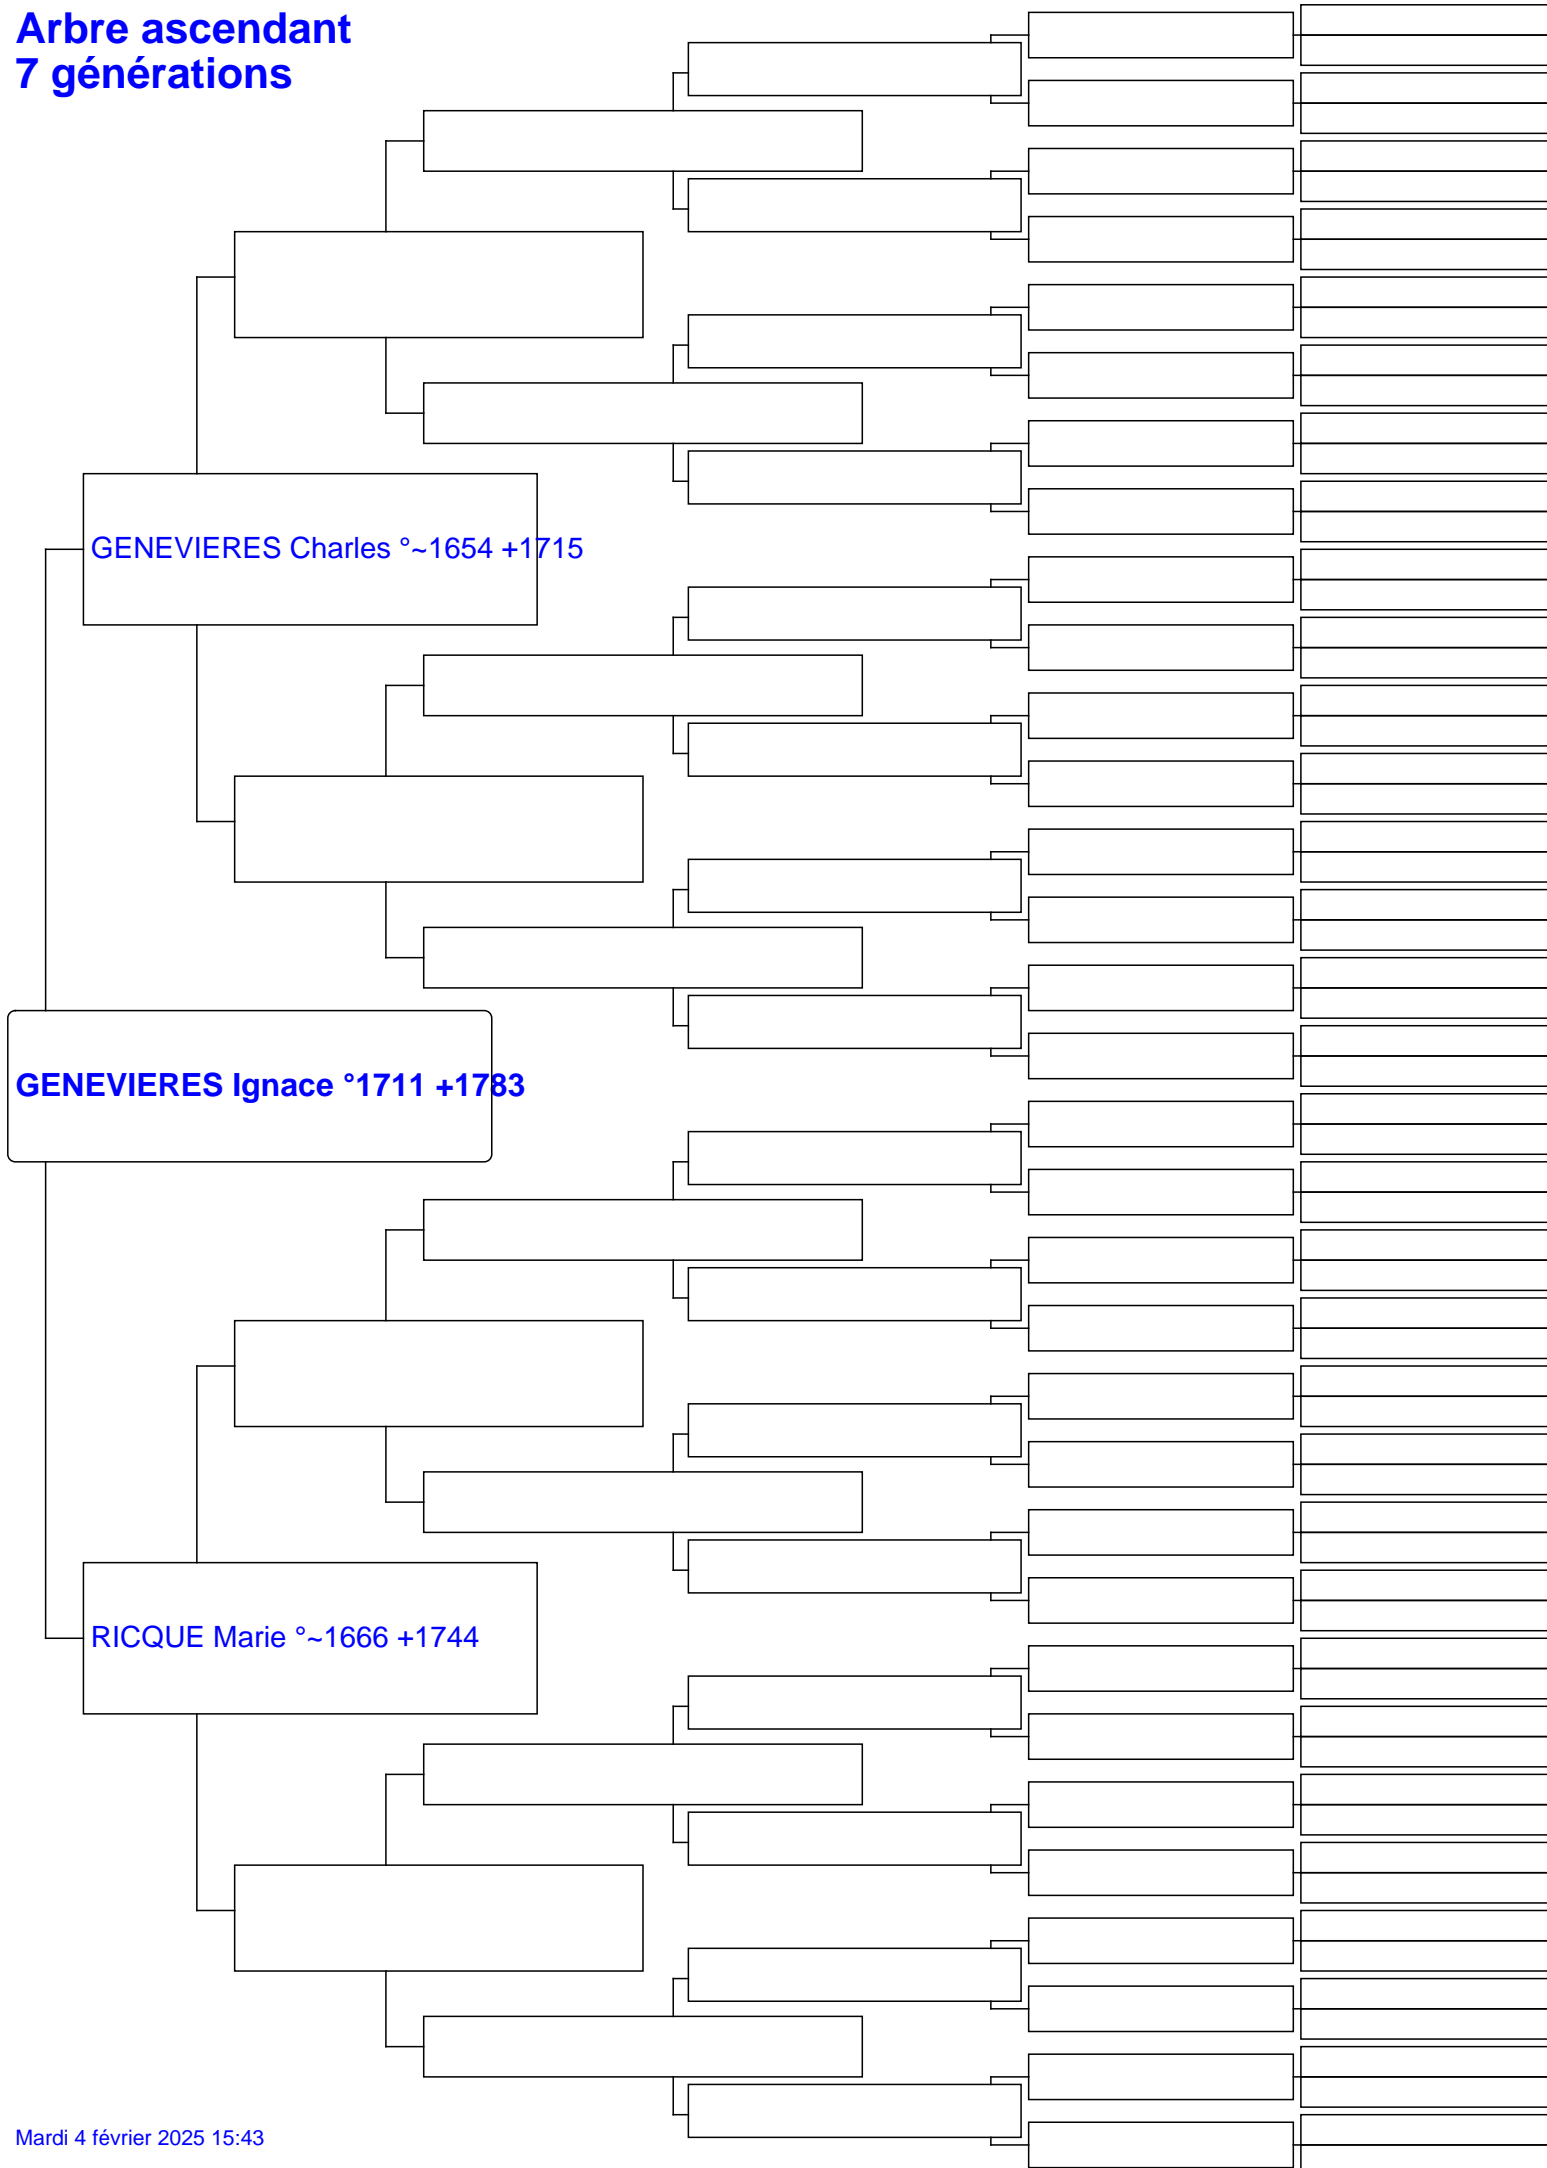 Arbre ascendant
7 générations
GENEVIERES Charles °~1654 +1715
GENEVIERES Ignace °1711 +1783
RICQUE Marie °~1666 +1744
Mardi 4 février 2025 15:43